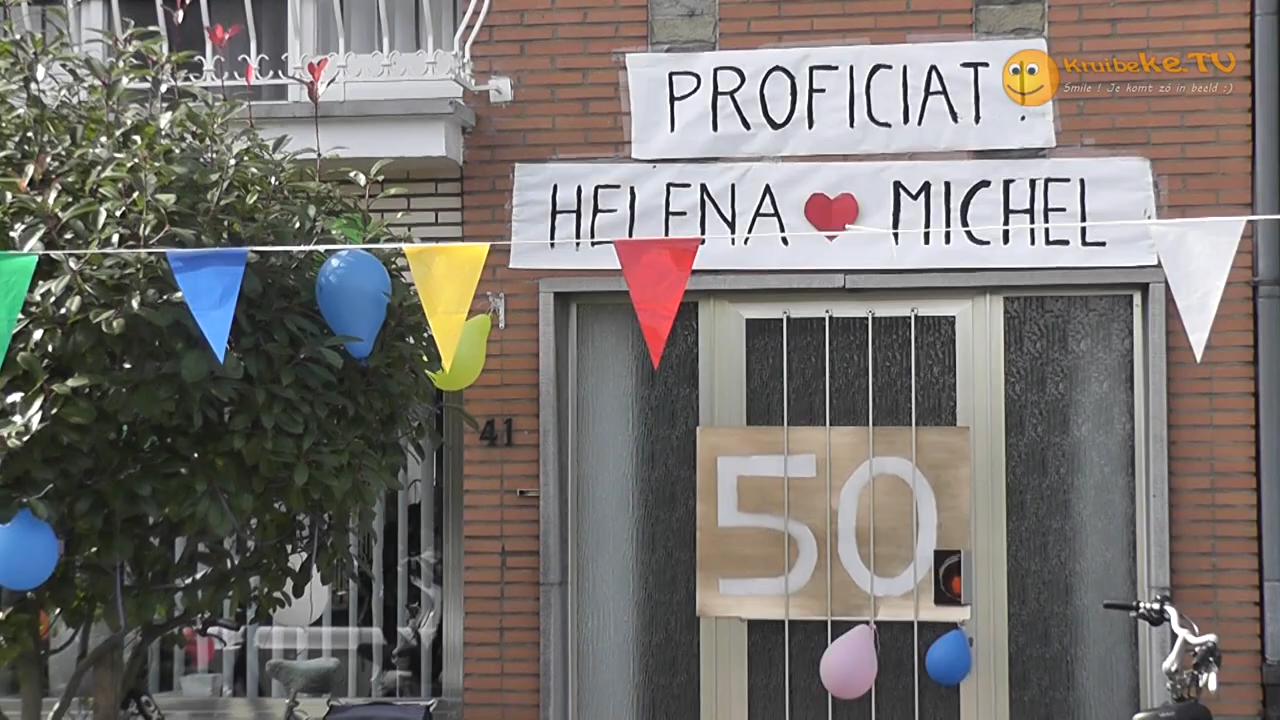 PROFICIAT.
KruibeKe.TV
Smile ! Je komt zó in beeld :)
HELENA MICHEL
41
50